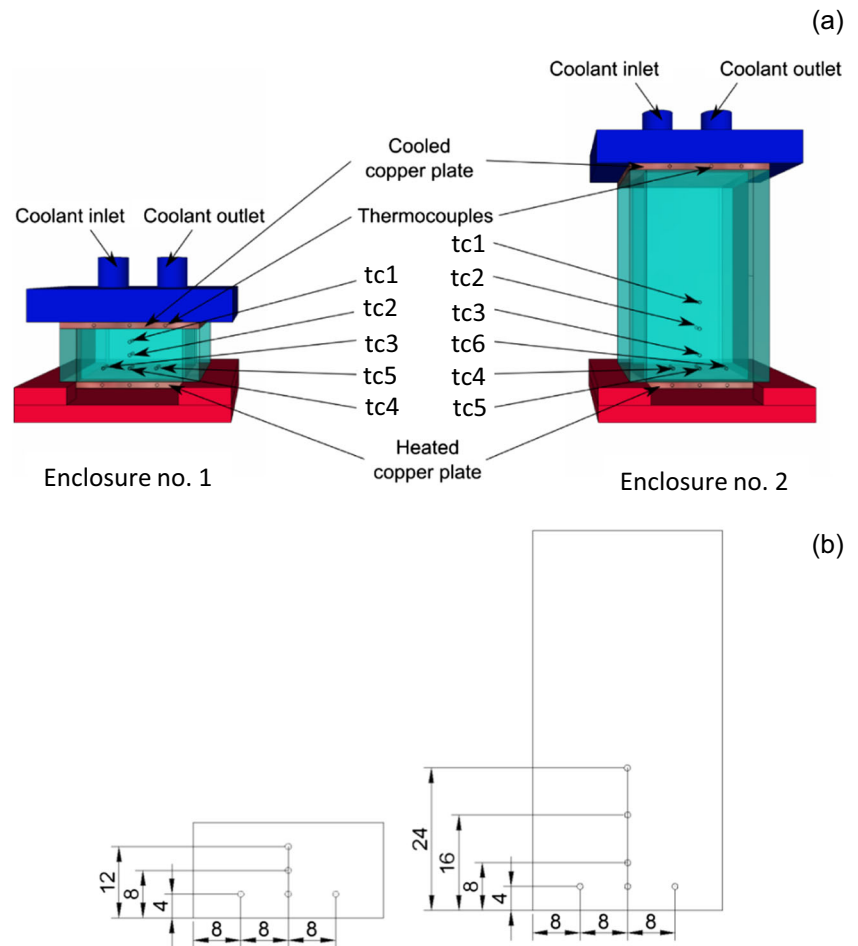 (a)
Coolant inlet
Coolant outlet
Cooled
copper plate
Coolant inlet
Coolant outlet
Thermocouples
tc1
tc2
tc3
tc5
tc4
tc1
tc2
tc3
tc6
tc4
tc5
Heated
copper plate
Enclosure no. 1
Enclosure no. 2
(b)
12
8
4
8
8
8
24
16
8
4
8
8
8